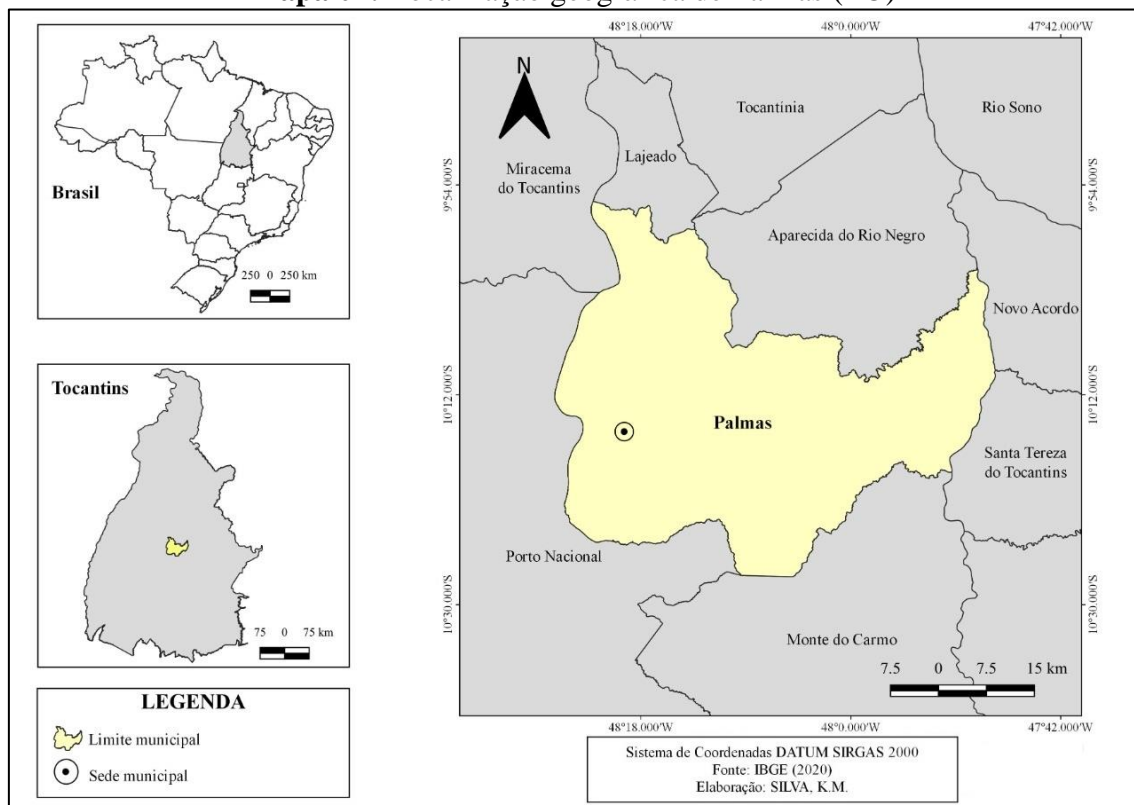 48°18.000'W 48°0.000'W 47°42.000'W
N
Brasil
250 0 250 km
Tocantins
75 0 75 km
LEGENDA
Limite municipal
Sede municipal
Tocantinia
Rio Sono
Lajeado
Miracema
do Tocantins
Aparecida do Rio Negro
Novo Acordo
Palmas
Santa Tereza
do Tocantins
Porto Nacional
Monte do Carmo
7.5 0 7.5 15 km
9°54.000'S
10°12.000'S
10°30.000'S
9°54.000'S
10°12.000'S
10°30.000'S
48°18.000'W 48°0.000'W 47°42.000'W
Sistema de Coordenadas DATUM SIRGAS 2000
Fonte: IBGE (2020)
Elaboração: SILVA, K.M.